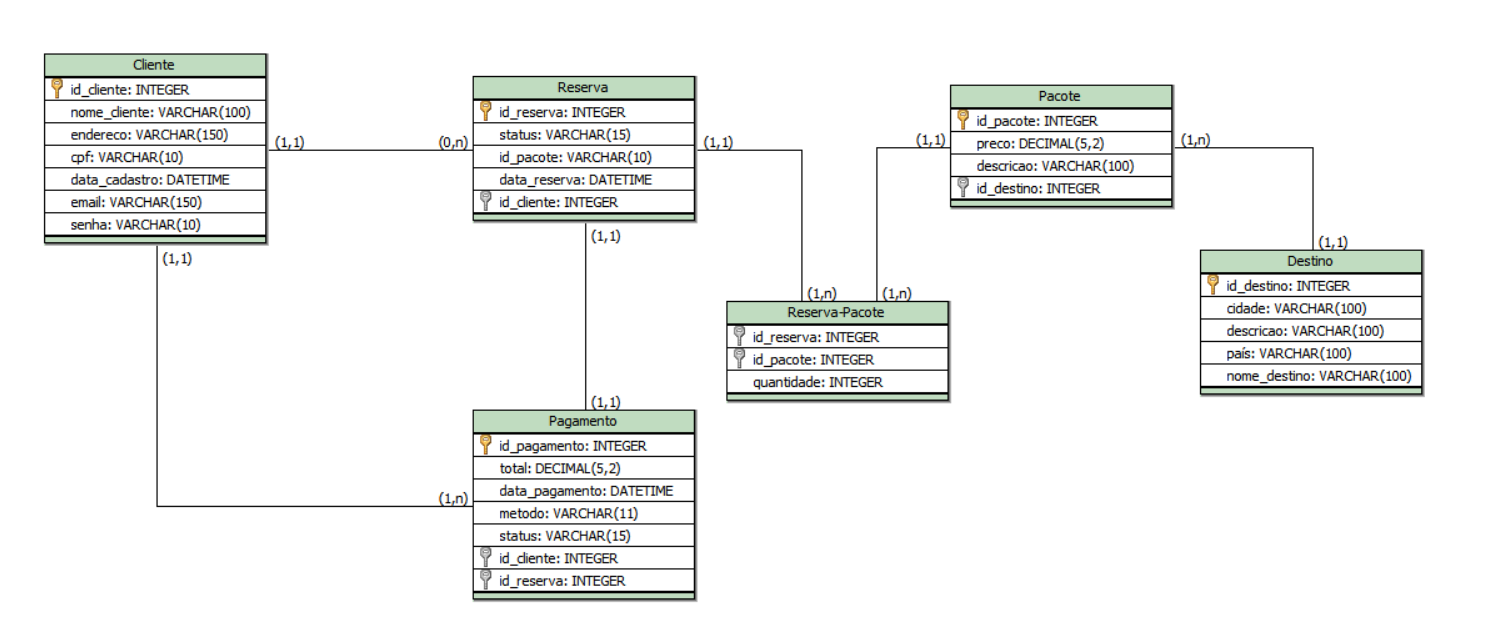 Cliente
id_cliente: INTEGER
nome_cliente: VARCHAR(100)
endereco: VARCHAR(150)
cpf: VARCHAR(10)
data_cadastro: DATETIME
email: VARCHAR(150)
senha: VARCHAR(10)
(1,1)
(0,n)
(1,1)
Reserva
id_reserva: INTEGER
status: VARCHAR(15)
id_pacote: VARCHAR(10)
data_reserva: DATETIME
id_cliente: INTEGER
(1,1)
(1,1)
Pacote
id_pacote: INTEGER
preco: DECIMAL(5,2)
descricao: VARCHAR(100)
id_destino: INTEGER
(1,1)
(1,n)
(1,1)
Destino
id_destino: INTEGER
cidade: VARCHAR(100)
descricao: VARCHAR(100)
país: VARCHAR(100)
nome_destino: VARCHAR(100)
(1,n)
(1,n)
Reserva-Pacote
id_reserva: INTEGER
id_pacote: INTEGER
quantidade: INTEGER
(1,1)
(1,n)
Pagamento
id_pagamento: INTEGER
total: DECIMAL(5,2)
data_pagamento: DATETIME
metodo: VARCHAR(11)
status: VARCHAR(15)
id_cliente: INTEGER
id_reserva: INTEGER